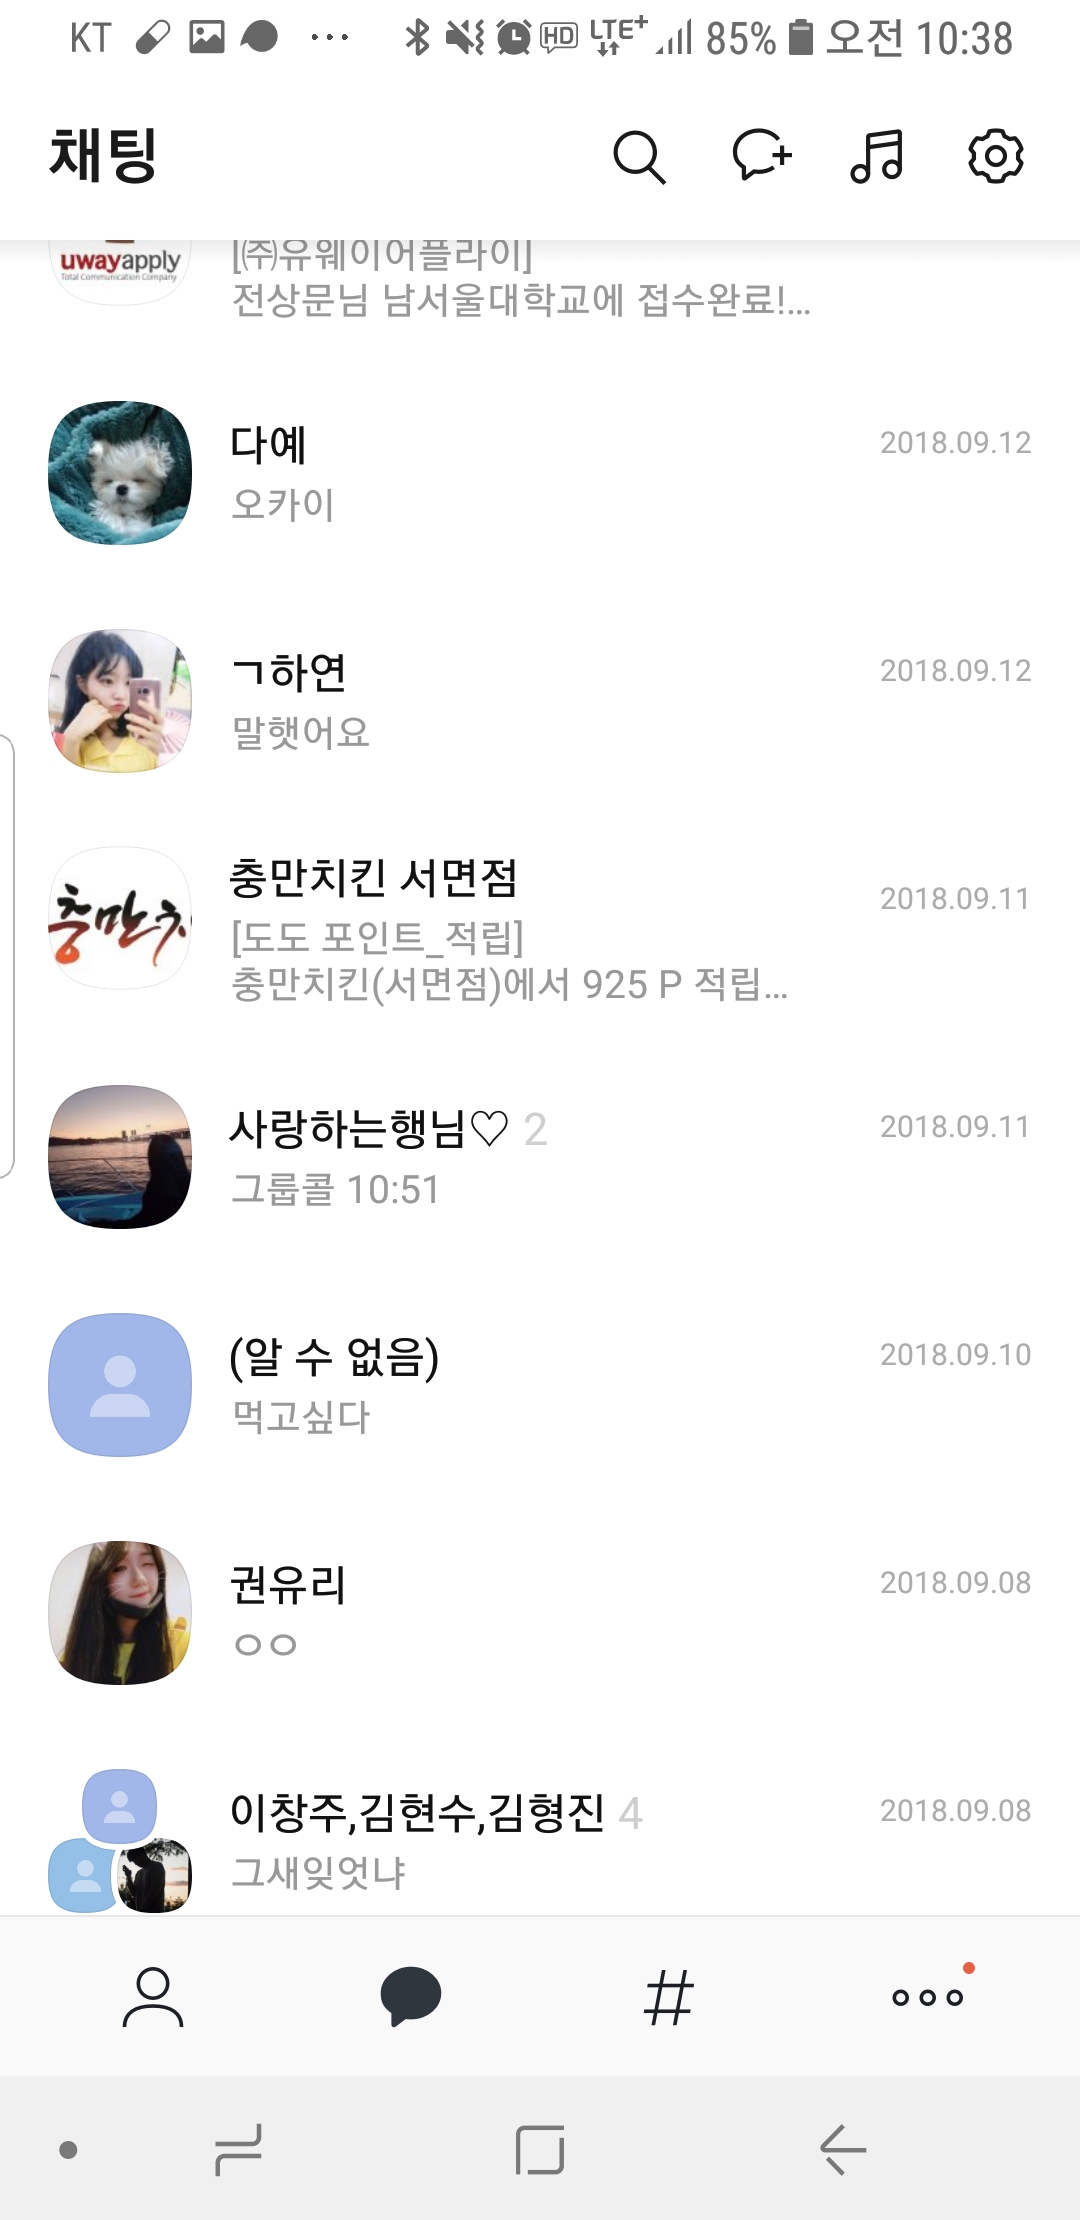 KT
HD
LTE+
85%
오전 10:38
채팅
uwayapply
Total Communication Company
[㈜유웨이어플라이]
전상문님 남서울대학교에 접수완료!...
다예
2018.09.12
오카이
ㄱ하연
2018.09.12
말햇어요
충만치
충만치킨 서면점
2018.09.11
[도도 포인트_적립]
충만치킨(서면점)에서 925 P 적립...
사랑하는행님♡ 2
2018.09.11
그룹콜 10:51
(알 수 없음)
2018.09.10
먹고싶다
권유리
2018.09.08
ㅇㅇ
이창주,김현수,김형진 4
2018.09.08
그새잊엇냐
#